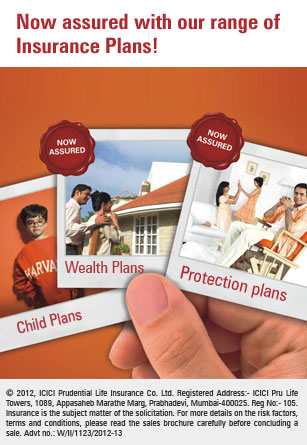 Now assured with our range of
Insurance Plans!
NOW
ASSURED
NOW
ASSURED
HARVA
Child Plans
Wealth Plans
Protection plans
© 2012, ICICI Prudential Life Insurance Co. Ltd. Registered Address:- ICICI Pru Life
Towers, 1089, Appasaheb Marathe Marg, Prabhadevi, Mumbai-400025. Reg No:- 105.
Insurance is the subject matter of the solicitation. For more details on the risk factors,
terms and conditions, please read the sales brochure carefully before concluding a
sale. Advt no.: W/II/1123/2012-13